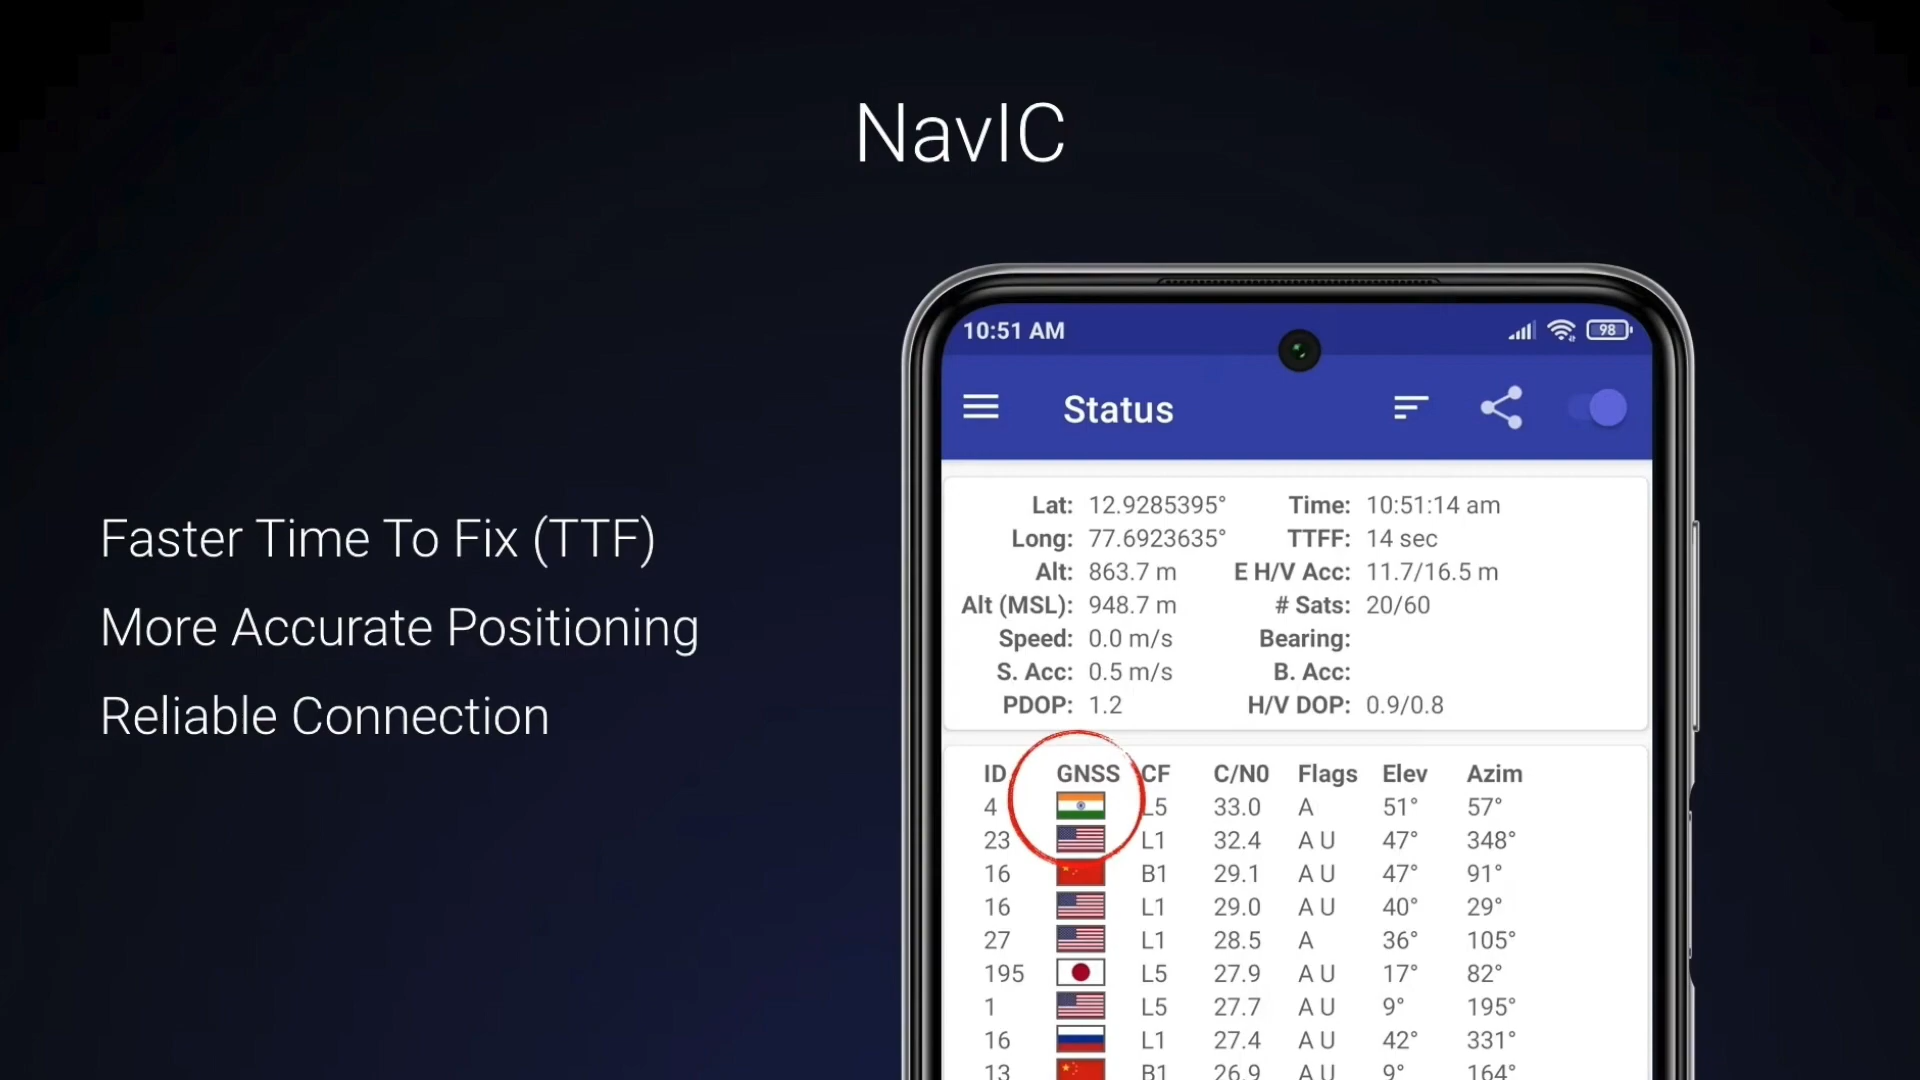 NavIC
Faster Time To Fix (TTF)
More Accurate Positioning
Reliable Connection
10:51 AM 98
Status
Lat: 12.9285395° Time: 10:51:14 am
Long: 77.6923635° TTFF: 14 sec
Alt: 863.7 m E H/V Acc: 11.7/16.5 m
Alt (MSL): 948.7 m # Sats: 20/60
Speed: 0.0 m/s Bearing:
S. Acc: 0.5 m/s B. Acc:
PDOP: 1.2 H/V DOP: 0.9/0.8
ID GNSS CF C/N0 Flags Elev Azim
4 L5 33.0 A 51° 57°
23 L1 32.4 A U 47° 348°
16 B1 29.1 A U 47° 91°
16 L1 29.0 A U 40° 29°
27 L1 28.5 A 36° 105°
195 L5 27.9 A U 17° 82°
1 L5 27.7 A U 9° 195°
16 L1 27.4 A U 42° 331°
13 B1 26.9 A U 9° 164°